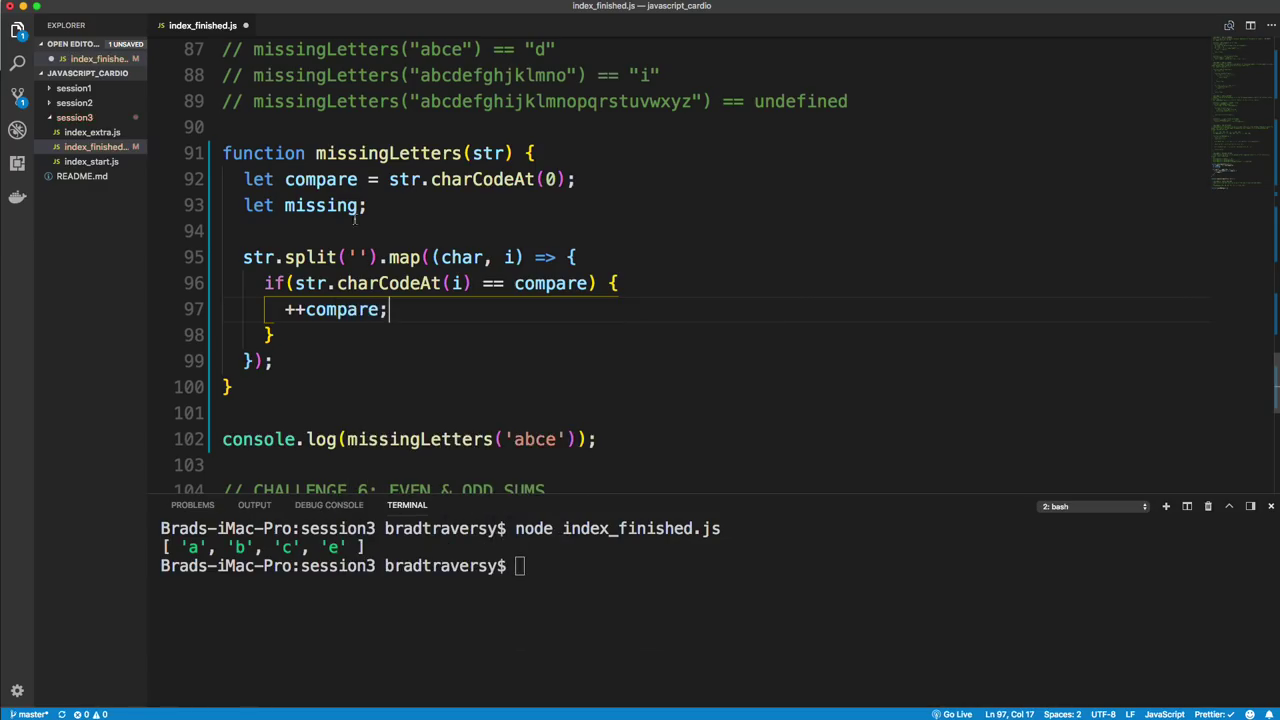 index_finished.js — javascript_cardio
EXPLORER
index_finished.js
OPEN EDITO... 1 UNSAVED
index_finishe... M
JAVASCRIPT_CARDIO
session1
session2
session3
JS index_extra.js
JS index_finished... M
JS index_start.js
README.md
87 // missingLetters("abce") == "d"
88 // missingLetters("abcdefghjklmno") == "i"
89 // missingLetters("abcdefghijklmnopqrstuvwxyz") == undefined
90
91 function missingLetters(str) {
92 let compare = str.charCodeAt(0);
93 let missing;
94
95 str.split('').map((char, i) => {
96 if(str.charCodeAt(i) == compare) {
97 ++compare;
98 }
99 });
100 }
101
102 console.log(missingLetters('abce'));
103
104 // CHALLENGE 6: EVEN & ODD SUMS
PROBLEMS OUTPUT DEBUG CONSOLE TERMINAL 2: bash
Brads-iMac-Pro:session3 bradtraversy$ node index_finished.js
[ 'a', 'b', 'c', 'e' ]
Brads-iMac-Pro:session3 bradtraversy$
master* 0 0 Go Live Ln 97, Col 17 Spaces: 2 UTF-8 LF JavaScript Prettier: ✓